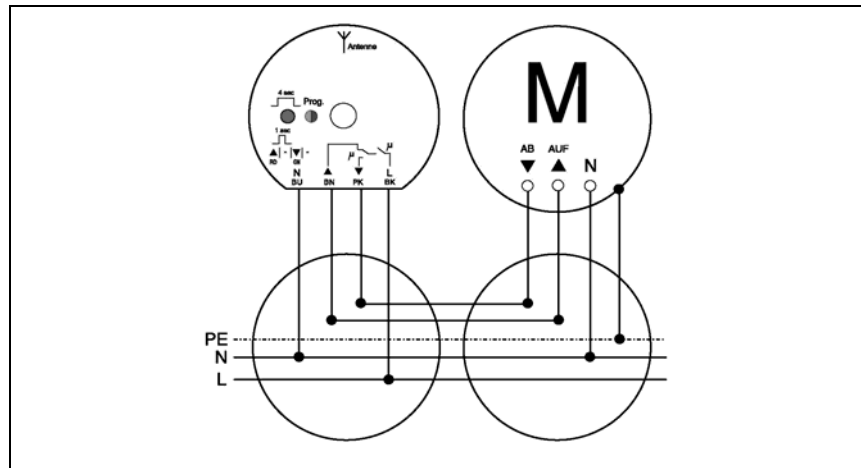 Antenne
4 sec
Prog.
1 sec
µ
µ
▲|-|▼|-
RD GN
N ▲ ▼ L
BU BN PK BK
M
AB AUF
▼ ▲ N
PE
N
L